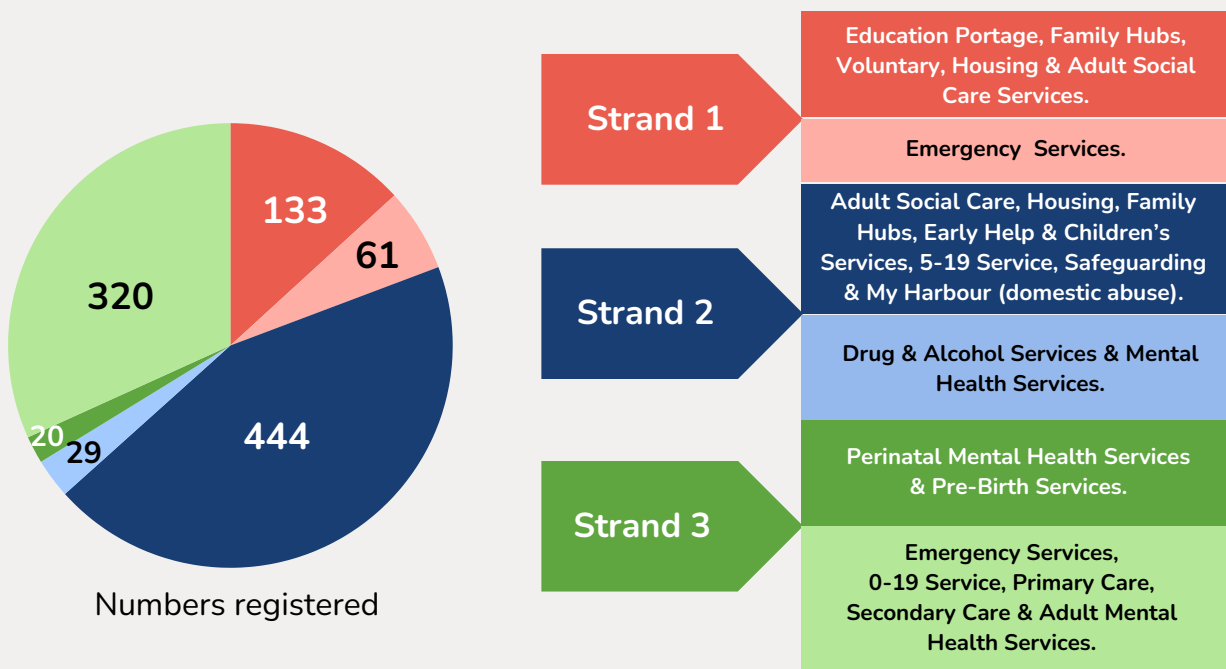 133
61
444
29
20
320
Numbers registered
Strand 1
Education Portage, Family Hubs,
Voluntary, Housing & Adult Social
Care Services.
Emergency Services.
Strand 2
Adult Social Care, Housing, Family
Hubs, Early Help & Children’s
Services, 5-19 Service, Safeguarding
& My Harbour (domestic abuse).
Drug & Alcohol Services & Mental
Health Services.
Strand 3
Perinatal Mental Health Services
& Pre-Birth Services.
Emergency Services,
0-19 Service, Primary Care,
Secondary Care & Adult Mental
Health Services.